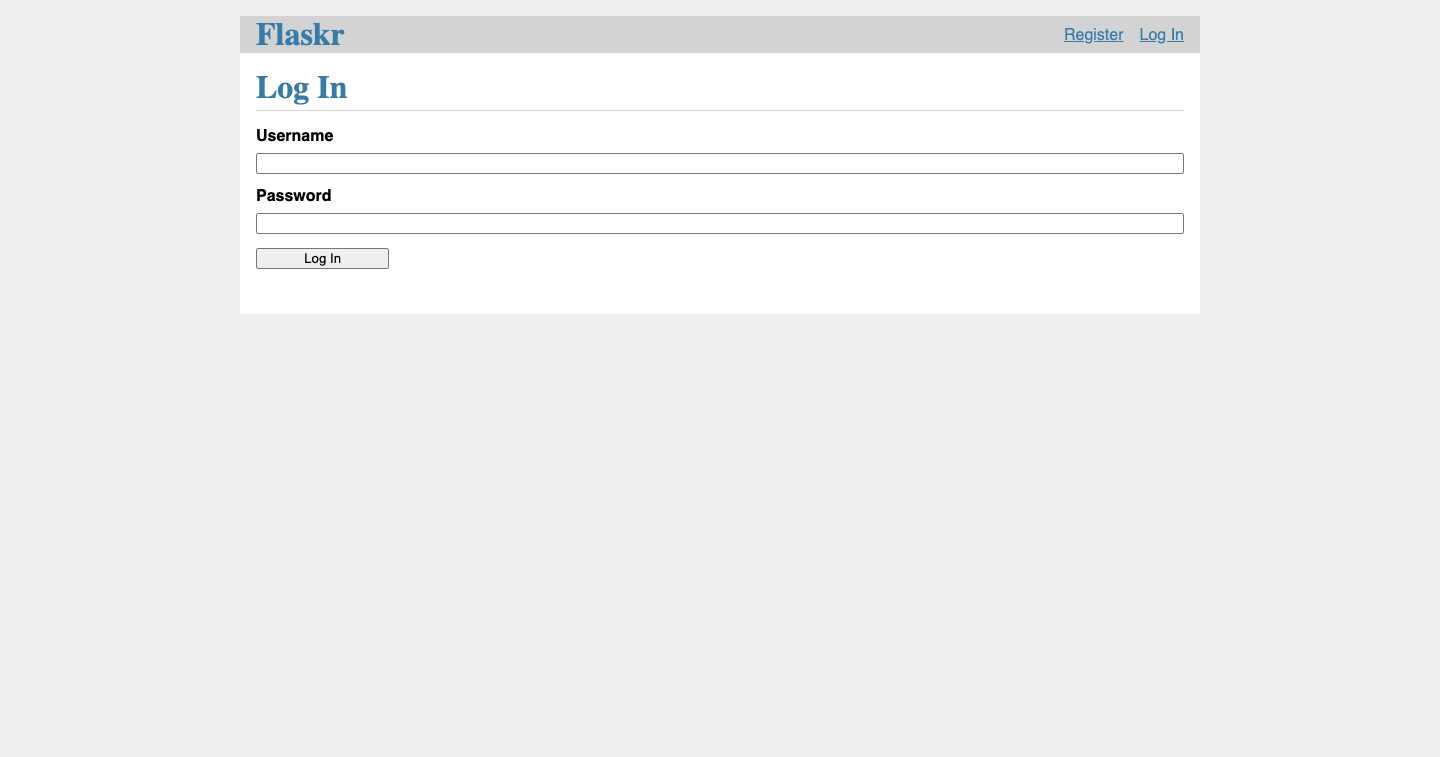 Flaskr Register Log In
Log In
Username
Password
Log In